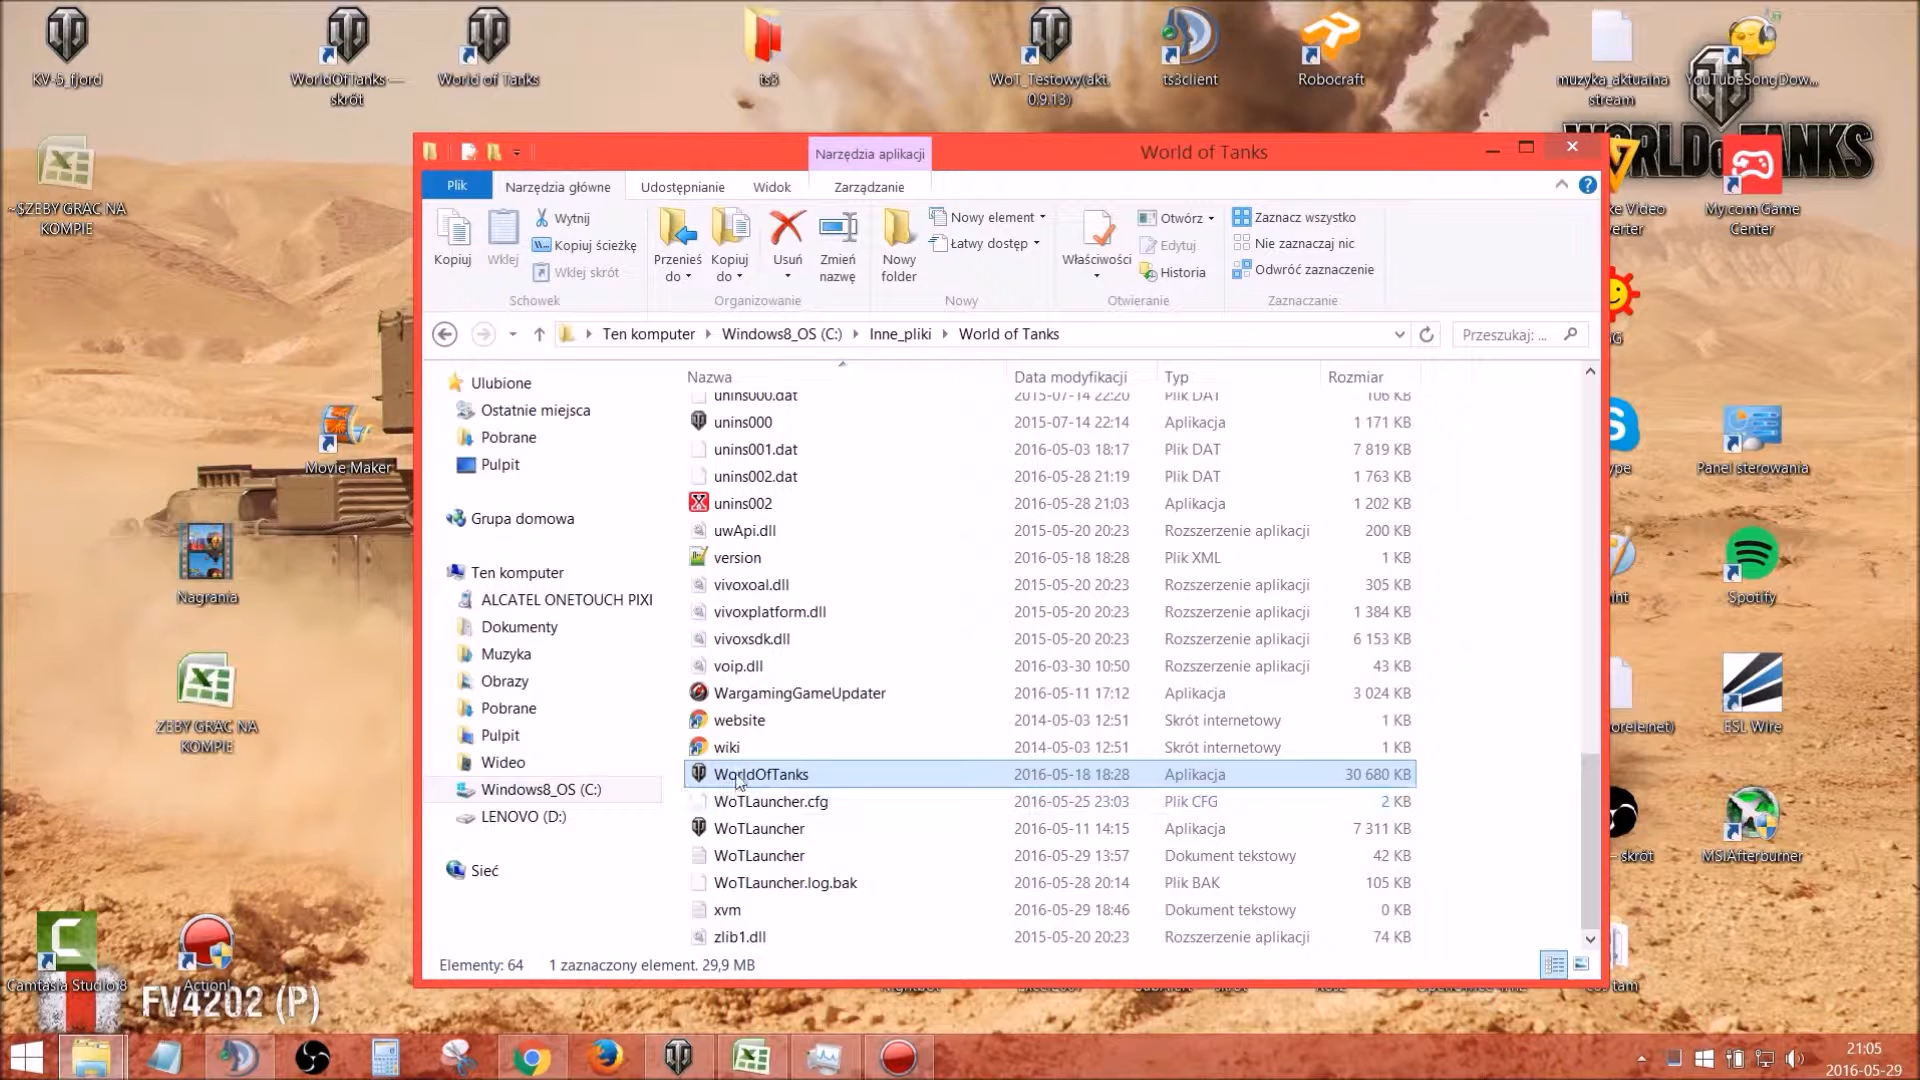 KV-5_fjord
WorldOfTanks —
skrót
World of Tanks
ts3
WoT_Testowy(akt.
0.9.13)
ts3client
Robocraft
muzyka_aktualna
stream
YouTubeSongDow...
~$ZEBY GRAC NA
KOMPIE
My.com Game
Center
Movie Maker
Panel sterowania
Nagrania
Spotify
ZEBY GRAC NA
KOMPIE
ESL Wire
skrót
MSIAfterburner
Camtasia Studio 8
Action!
FV4202 (P)
Narzędzia aplikacji
World of Tanks
Plik
Narzędzia główne
Udostępnianie
Widok
Zarządzanie
Kopiuj
Wklej
Wytnij
Kopiuj ścieżkę
Wklej skrót
Schowek
Przenieś
do
Kopiuj
do
Usuń
Zmień
nazwę
Organizowanie
Nowy
folder
Nowy element
Łatwy dostęp
Nowy
Właściwości
Otwórz
Edytuj
Historia
Otwieranie
Zaznacz wszystko
Nie zaznaczaj nic
Odwróć zaznaczenie
Zaznaczanie
Ten komputer
Windows8_OS (C:)
Inne_pliki
World of Tanks
Przeszukaj: ...
Ulubione
Ostatnie miejsca
Pobrane
Pulpit
Grupa domowa
Ten komputer
ALCATEL ONETOUCH PIXI
Dokumenty
Muzyka
Obrazy
Pobrane
Pulpit
Wideo
Windows8_OS (C:)
LENOVO (D:)
Sieć
Nazwa Data modyfikacji Typ Rozmiar
unins000.dat 2015-07-14 22:20 Plik DAT 106 KB
unins000 2015-07-14 22:14 Aplikacja 1 171 KB
unins001.dat 2016-05-03 18:17 Plik DAT 7 819 KB
unins002.dat 2016-05-28 21:19 Plik DAT 1 763 KB
unins002 2016-05-28 21:03 Aplikacja 1 202 KB
uwApi.dll 2015-05-20 20:23 Rozszerzenie aplikacji 200 KB
version 2016-05-18 18:28 Plik XML 1 KB
vivoxoal.dll 2015-05-20 20:23 Rozszerzenie aplikacji 305 KB
vivoxplatform.dll 2015-05-20 20:23 Rozszerzenie aplikacji 1 384 KB
vivoxsdk.dll 2015-05-20 20:23 Rozszerzenie aplikacji 6 153 KB
voip.dll 2016-03-30 10:50 Rozszerzenie aplikacji 43 KB
WargamingGameUpdater 2016-05-11 17:12 Aplikacja 3 024 KB
website 2014-05-03 12:51 Skrót internetowy 1 KB
wiki 2014-05-03 12:51 Skrót internetowy 1 KB
WorldOfTanks 2016-05-18 18:28 Aplikacja 30 680 KB
WoTLauncher.cfg 2016-05-25 23:03 Plik CFG 2 KB
WoTLauncher 2016-05-11 14:15 Aplikacja 7 311 KB
WoTLauncher 2016-05-29 13:57 Dokument tekstowy 42 KB
WoTLauncher.log.bak 2016-05-28 20:14 Plik BAK 105 KB
xvm 2016-05-29 18:46 Dokument tekstowy 0 KB
zlib1.dll 2015-05-20 20:23 Rozszerzenie aplikacji 74 KB
Elementy: 64 1 zaznaczony element. 29,9 MB
21:05
2016-05-29